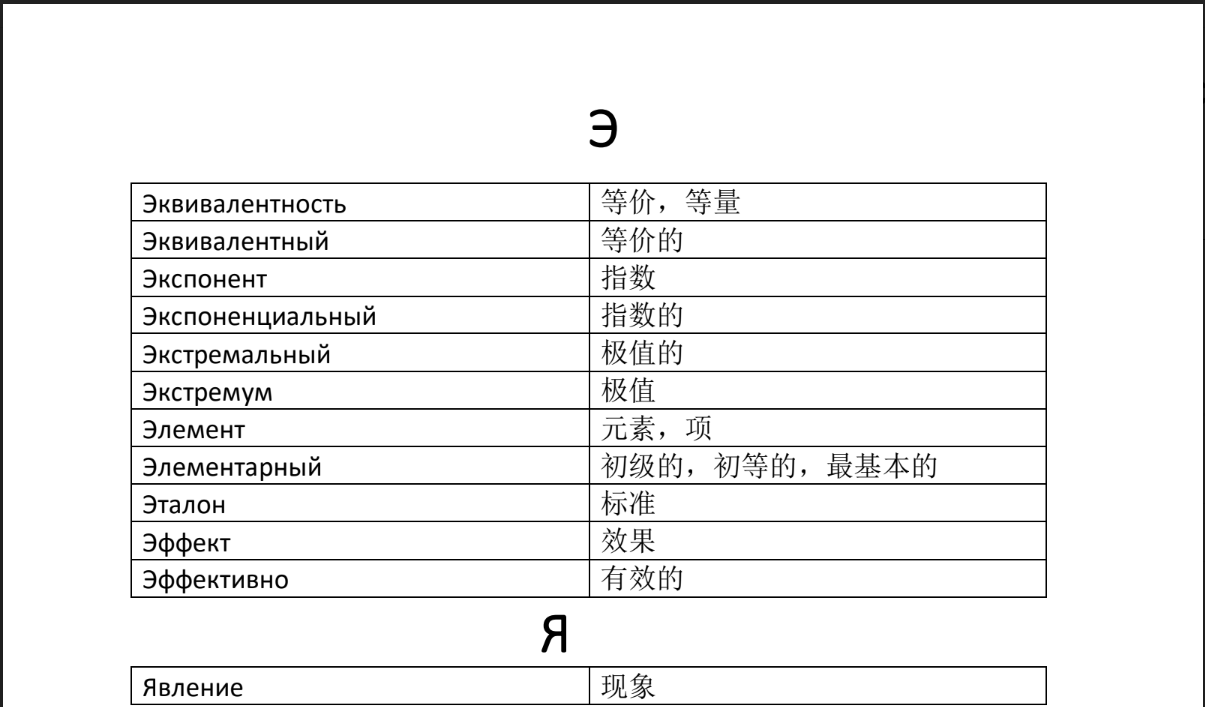 Э
Эквивалентность 等价，等量
Эквивалентный 等价的
Экспонент 指数
Экспоненциальный 指数的
Экстремальный 极值的
Экстремум 极值
Элемент 元素，项
Элементарный 初级的，初等的，最基本的
Эталон 标准
Эффект 效果
Эффективно 有效的
Я
Явление 现象